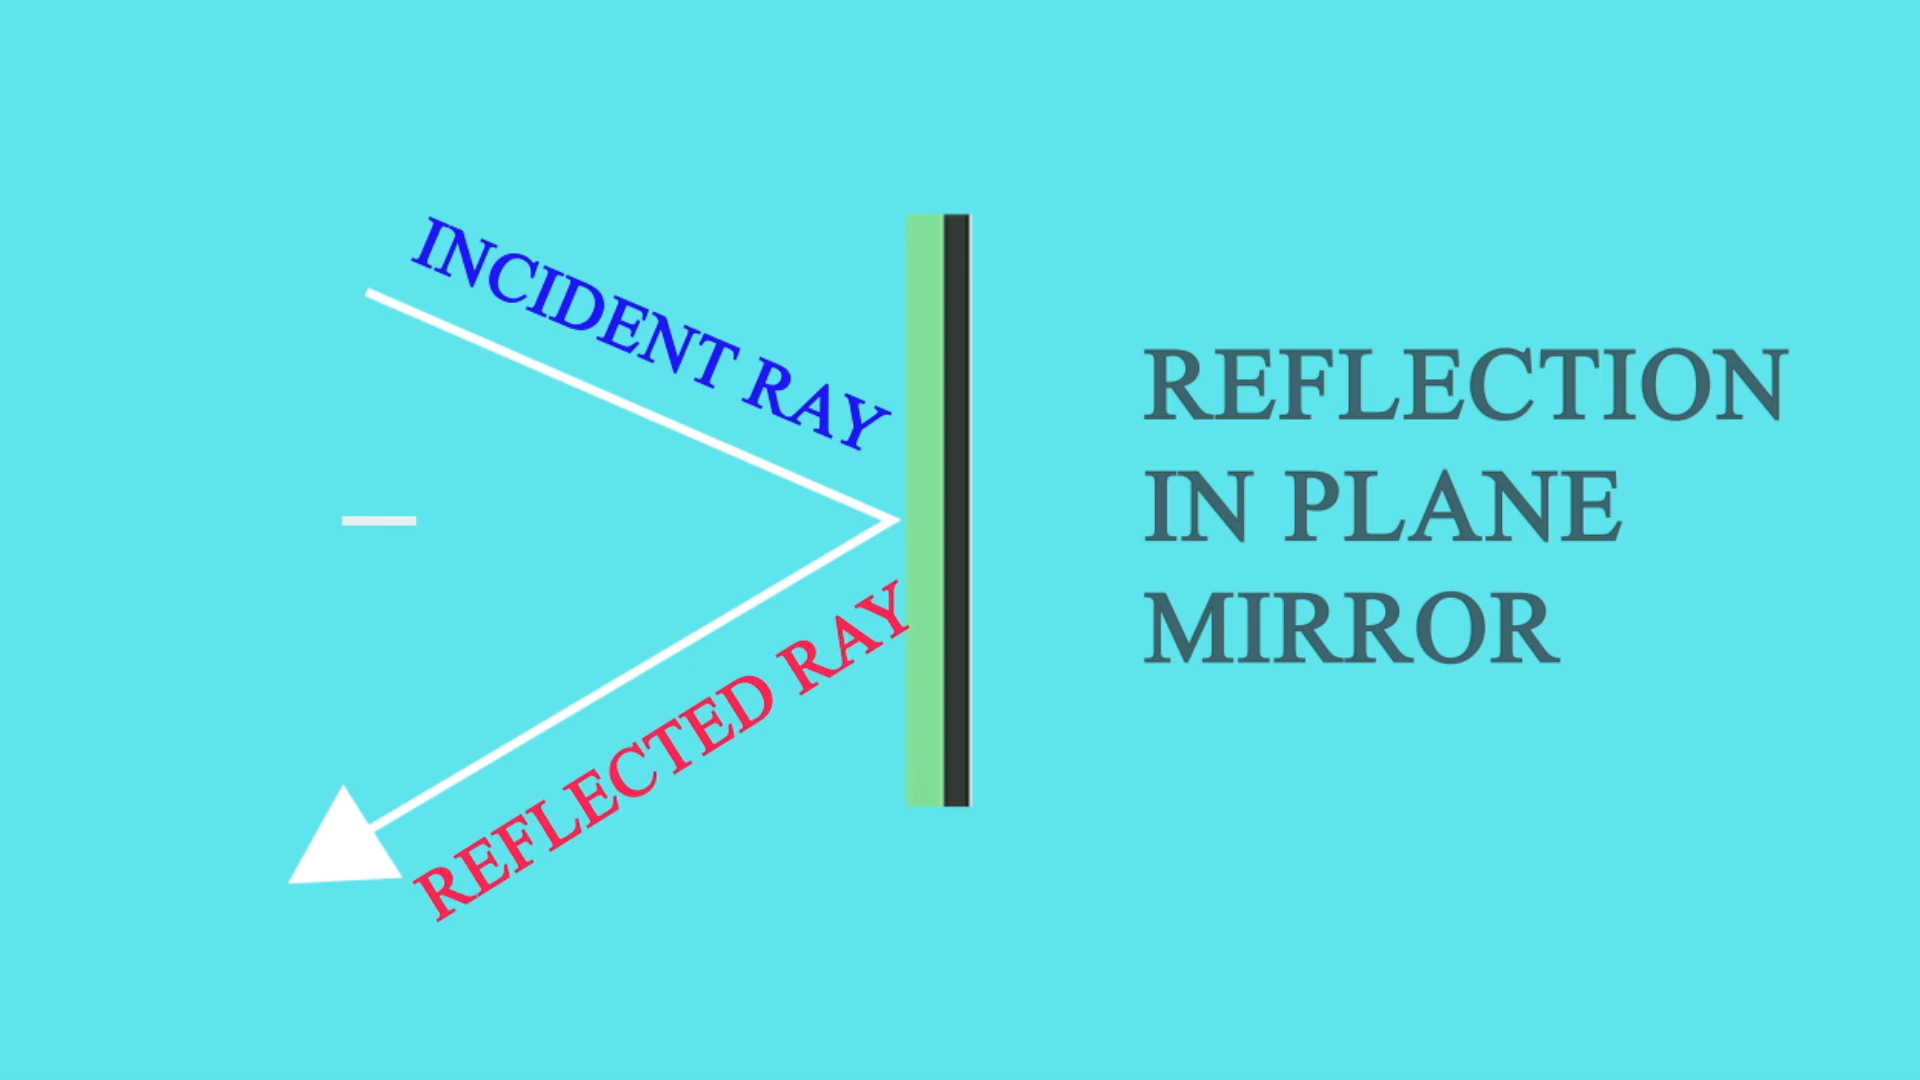 INCIDENT RAY
REFLECTED RAY
REFLECTION
IN PLANE
MIRROR